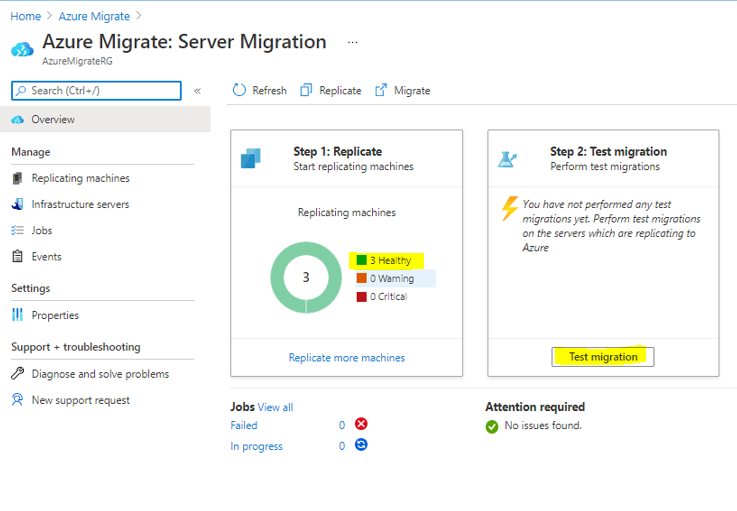 Home > Azure Migrate >
Azure Migrate: Server Migration ...
AzureMigrateRG
Search (Ctrl+/)
«
Refresh
Replicate
Migrate
Overview
Manage
Replicating machines
Infrastructure servers
Jobs
Events
Settings
Properties
Support + troubleshooting
Diagnose and solve problems
New support request
Step 1: Replicate
Start replicating machines
Replicating machines
3
3 Healthy
0 Warning
0 Critical
Replicate more machines
Step 2: Test migration
Perform test migrations
You have not performed any test
migrations yet. Perform test migrations
on the servers which are replicating to
Azure
Test migration
Jobs View all
Failed 0
In progress 0
Attention required
No issues found.